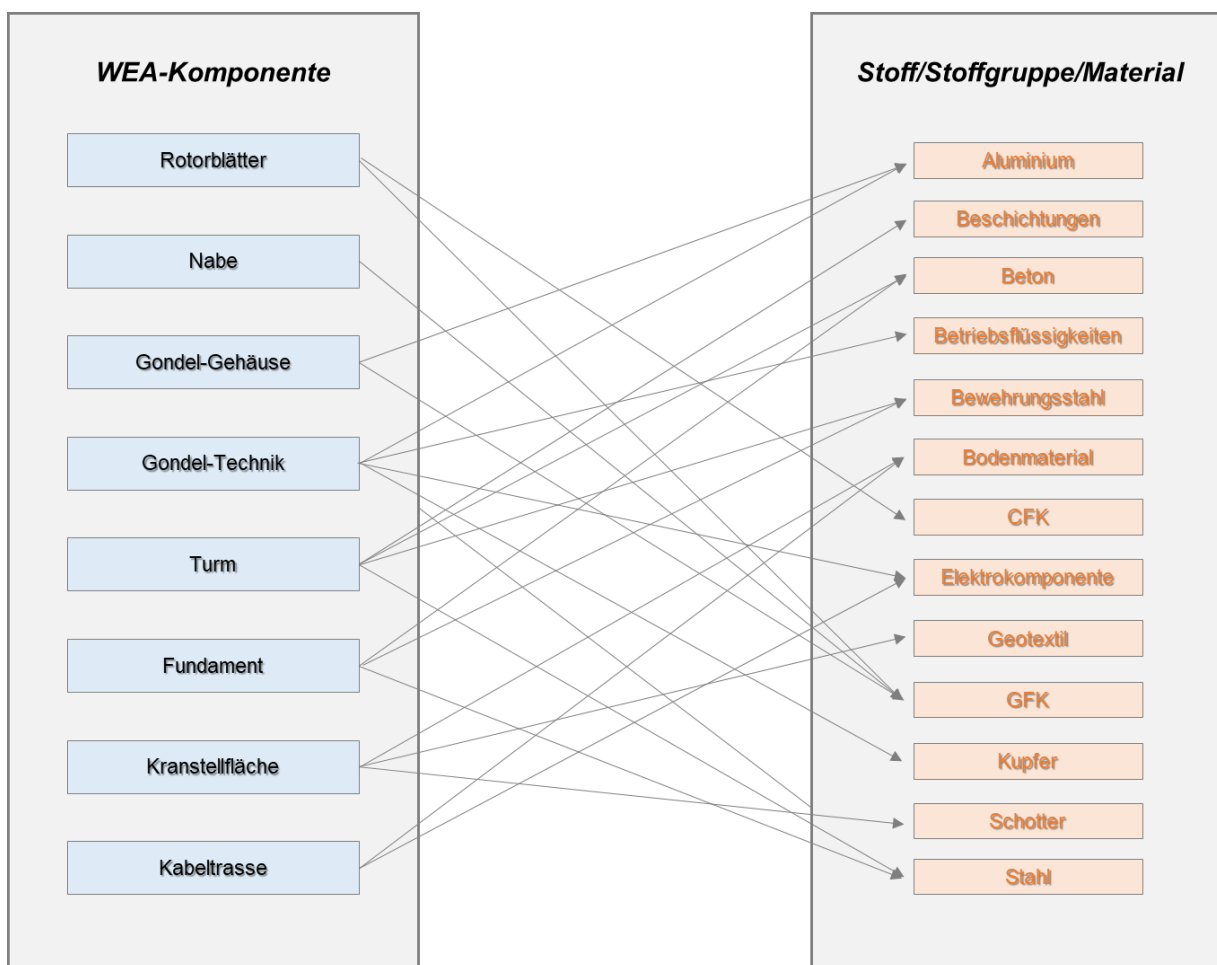 WEA-Komponente
Rotorblätter
Nabe
Gondel-Gehäuse
Gondel-Technik
Turm
Fundament
Kranstellfläche
Kabeltrasse
Stoff/Stoffgruppe/Material
Aluminium
Beschichtungen
Beton
Betriebsflüssigkeiten
Bewehrungsstahl
Bodenmaterial
CFK
Elektrokomponente
Geotextil
GFK
Kupfer
Schotter
Stahl